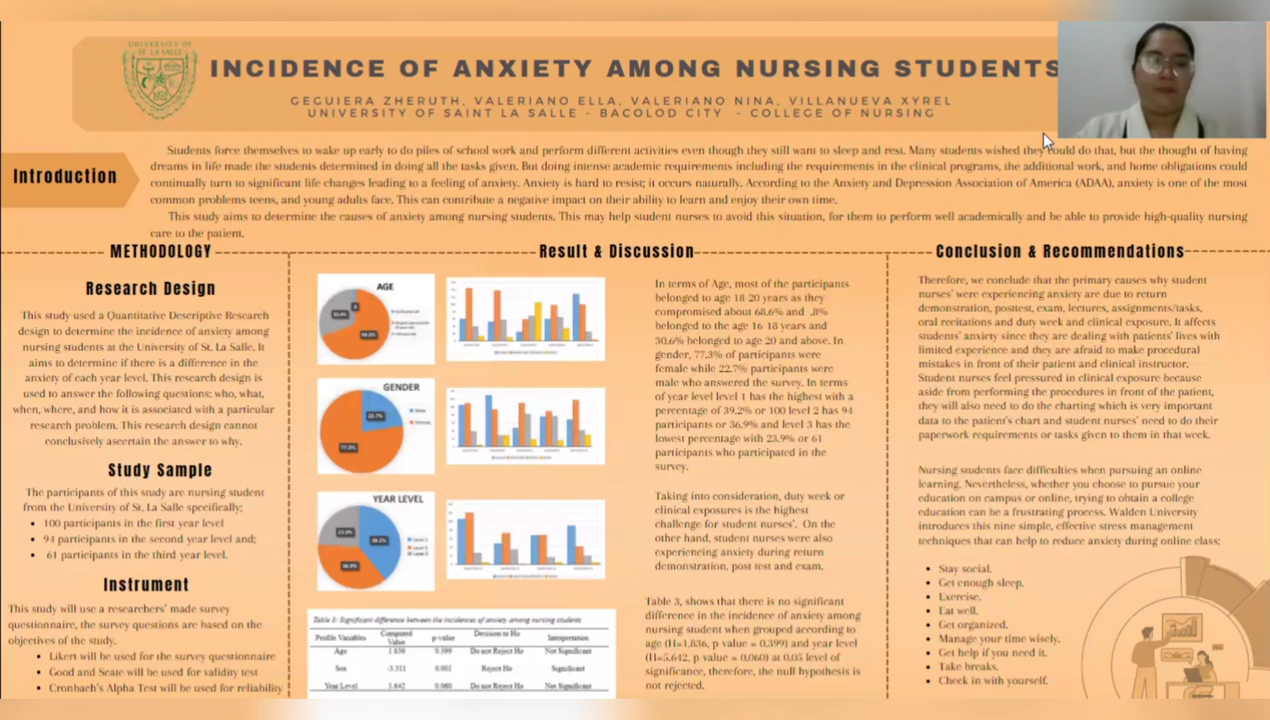 UNIVERSITY OF
ST. LA SALLE
INCIDENCE OF ANXIETY AMONG NURSING STUDENTS
GEGUIERA ZHERUTH, VALERIANO ELLA, VALERIANO NINA, VILLANUEVA XYREL
UNIVERSITY OF SAINT LA SALLE - BACOLOD CITY - COLLEGE OF NURSING
Introduction
Students force themselves to wake up early to do piles of school work and perform different activities even though they still want to sleep and rest. Many students wished they could do that, but the thought of having
dreams in life made the students determined in doing all the tasks given. But doing intense academic requirements including the requirements in the clinical programs, the additional work, and home obligations could
continually turn to significant life changes leading to a feeling of anxiety. Anxiety is hard to resist; it occurs naturally. According to the Anxiety and Depression Association of America (ADAA), anxiety is one of the most
common problems teens, and young adults face. This can contribute a negative impact on their ability to learn and enjoy their own time.
This study aims to determine the causes of anxiety among nursing students. This may help student nurses to avoid this situation, for them to perform well academically and be able to provide high-quality nursing
care to the patient.
METHODOLOGY
Research Design
This study used a Quantitative Descriptive Research
design to determine the incidence of anxiety among
nursing students at the University of St. La Salle. It
aims to determine if there is a difference in the
anxiety of each year level. This research design is
used to answer the following questions: who, what,
when, where, and how it is associated with a particular
research problem. This research design cannot
conclusively ascertain the answer to why.
Study Sample
The participants of this study are nursing student
from the University of St. La Salle specifically;
• 100 participants in the first year level
• 94 participants in the second year level and;
• 61 participants in the third year level.
Instrument
This study will use a researchers' made survey
questionnaire, the survey questions are based on the
objectives of the study.
• Likert will be used for the survey questionnaire
• Good and Scate will be used for validity test
• Cronbach's Alpha Test will be used for reliability
Result & Discussion
AGE
30.6%
68.6%
GENDER
22.7%
77.3%
Male
Female
YEAR LEVEL
23.9%
39.2%
36.9%
Level 1
Level 2
Level 3
Table 3: Significant difference between the incidences of anxiety among nursing students
Profile Variables Computed Value p-value Decision to Ho Interpretation
Age 1.836 0.399 Do not Reject Ho Not Significant
Sex -3.311 0.001 Reject Ho Significant
Year Level 5.642 0.060 Do not Reject Ho Not Significant
In terms of Age, most of the participants
belonged to age 18-20 years as they
compromised about 68.6% and .8%
belonged to the age 16-18 years and
30.6% belonged to age 20 and above. In
gender, 77.3% of participants were
female while 22.7% participants were
male who answered the survey. In terms
of year level level 1 has the highest with a
percentage of 39.2% or 100 level 2 has 94
participants or 36.9% and level 3 has the
lowest percentage with 23.9% or 61
participants who participated in the
survey.
Taking into consideration, duty week or
clinical exposures is the highest
challenge for student nurses'. On the
other hand, student nurses were also
experiencing anxiety during return
demonstration, post test and exam.
Table 3, shows that there is no significant
difference in the incidence of anxiety among
nursing student when grouped according to
age (H=1.836, p value = 0.399) and year level
(H=5.642, p value = 0.060) at 0.05 level of
significance, therefore, the null hypothesis is
not rejected.
Conclusion & Recommendations
Therefore, we conclude that the primary causes why student
nurses' were experiencing anxiety are due to return
demonstration, posttest, exam, lectures, assignments/tasks,
oral recitations and duty week and clinical exposure. It affects
students' anxiety since they are dealing with patients' lives with
limited experience and they are afraid to make procedural
mistakes in front of their patient and clinical instructor.
Student nurses feel pressured in clinical exposure because
aside from performing the procedures in front of the patient,
they will also need to do the charting which is very important
data to the patient's chart and student nurses' need to do their
paperwork requirements or tasks given to them in that week.
Nursing students face difficulties when pursuing an online
learning. Nevertheless, whether you choose to pursue your
education on campus or online, trying to obtain a college
education can be a frustrating process. Walden University
introduces this nine simple, effective stress management
techniques that can help to reduce anxiety during online class;
• Stay social.
• Get enough sleep.
• Exercise.
• Eat well.
• Get organized.
• Manage your time wisely.
• Get help if you need it.
• Take breaks.
• Check in with yourself.